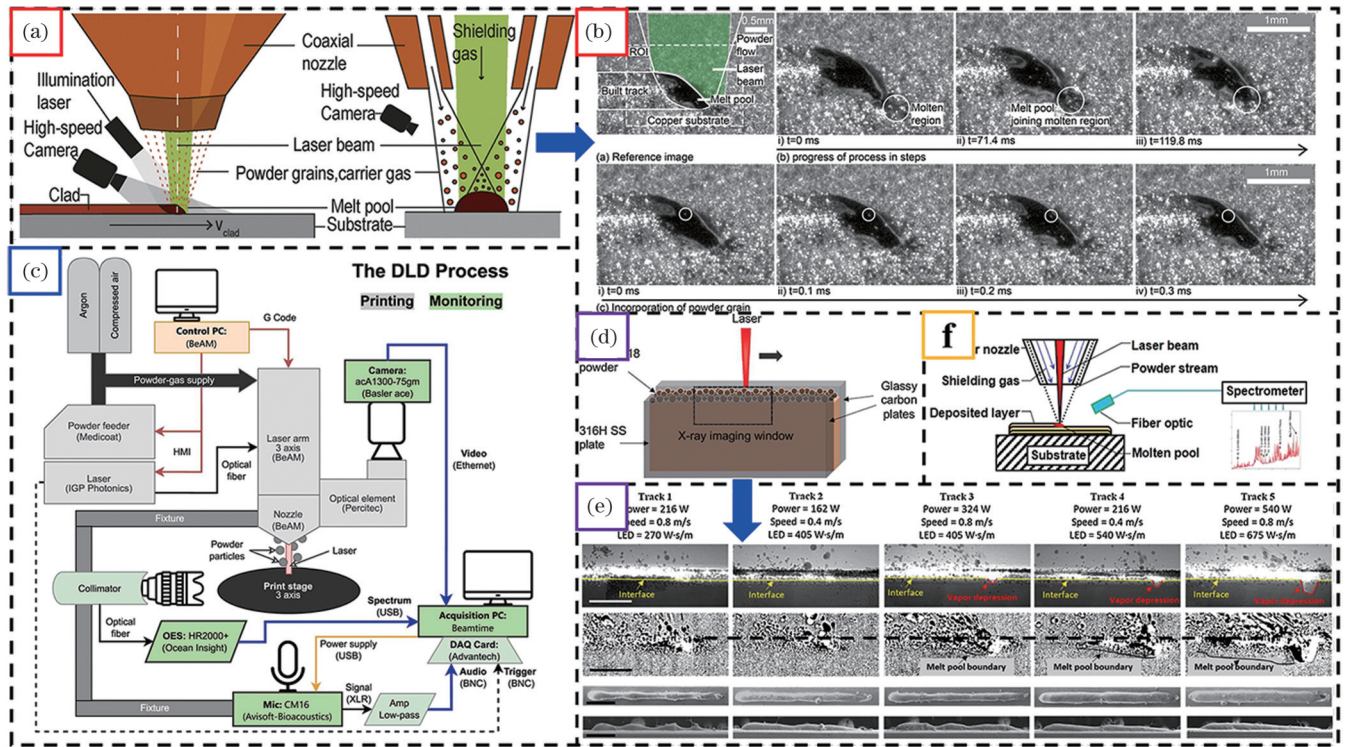 (a)
Coaxial
nozzle
Shielding
gas
Illumination
laser
High-speed
Camera
High-speed
Camera
Laser beam
Powder grains,carrier gas
Clad
Melt pool
Substrate
V clad
(b)
0.5mm
ROI
Powder
flow
Laser
beam
Built track
Melt pool
Copper substrate
(a) Reference image
1mm
Molten
region
i) t=0 ms
(b) progress of process in steps
Melt pool
joining molten region
ii) t=71.4 ms
iii) t=119.8 ms
1mm
i) t=0 ms
ii) t=0.1 ms
iii) t=0.2 ms
iv) t=0.3 ms
(c) Incorporation of powder grain
(c)
The DLD Process
Printing
Monitoring
Argon
Compressed air
Control PC:
(BeAM)
G Code
Powder-gas supply
Camera:
acA1300-75gm
(Basler ace)
Powder feeder
(Medicoat)
HMI
Laser arm
3 axis
(BeAM)
Laser
(IGP Photonics)
Optical
fiber
Video
(Ethernet)
Optical element
(Percitec)
Nozzle
(BeAM)
Fixture
Powder
particles
Laser
Collimator
Print stage
3 axis
Optical
fiber
Spectrum
(USB)
OES: HR2000+
(Ocean Insight)
Acquisition PC:
Beamtime
Power supply
(USB)
DAQ Card:
(Advantech)
Audio
(BNC)
Trigger
(BNC)
Fixture
Mic: CM16
(Avisoft-Bioacoustics)
Signal
(XLR)
Amp
Low-pass
(d)
Laser
18
powder
Glassy
carbon
plates
316H SS
plate
X-ray imaging window
f
nozzle
Laser beam
Shielding gas
Powder stream
Spectrometer
Deposited layer
Fiber optic
Substrate
Molten pool
(e)
Track 1
Power = 216 W
Speed = 0.8 m/s
LED = 270 W·s/m
Track 2
Power = 162 W
Speed = 0.4 m/s
LED = 405 W·s/m
Track 3
Power = 324 W
Speed = 0.8 m/s
LED = 405 W·s/m
Track 4
Power = 216 W
Speed = 0.4 m/s
LED = 540 W·s/m
Track 5
Power = 540 W
Speed = 0.8 m/s
LED = 675 W·s/m
Interface
Interface
Interface
Vapor depression
Interface
Vapor depression
Interface
Vapor depression
Melt pool boundary
Melt pool boundary
Melt pool boundary